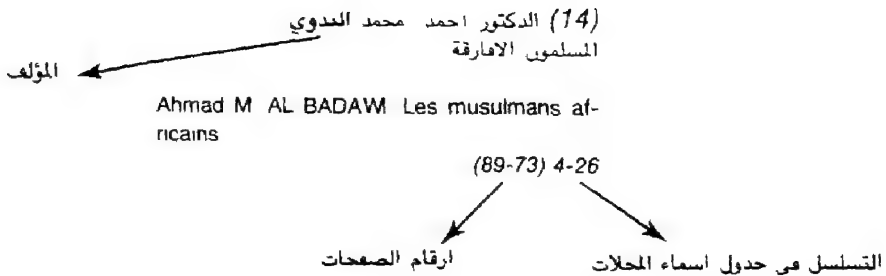 (14) الدكتور احمد محمد البدوي
المسلمون الافارقة
المؤلف
Ahmad M AL BADAWI Les musulmans af-
ricains
(89-73) 4-26
ارقام الصفحات
التسلسل في جدول اسماء المجلات